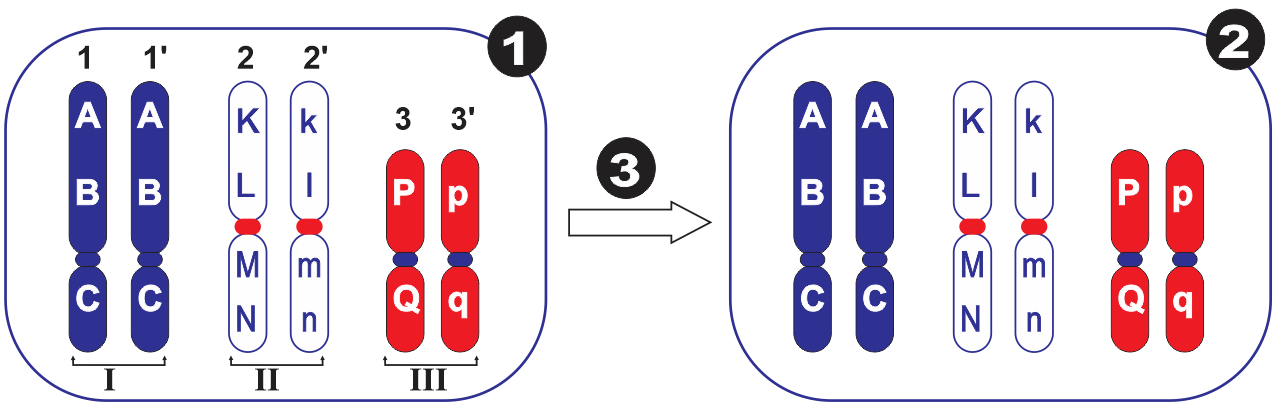 1
2
1 1' 2 2'
3 3'
A A K k
B B L l
P p
M m
C C
N n
Q q
I II III
3
A A K k
B B L l
P p
M m
C C
N n
Q q